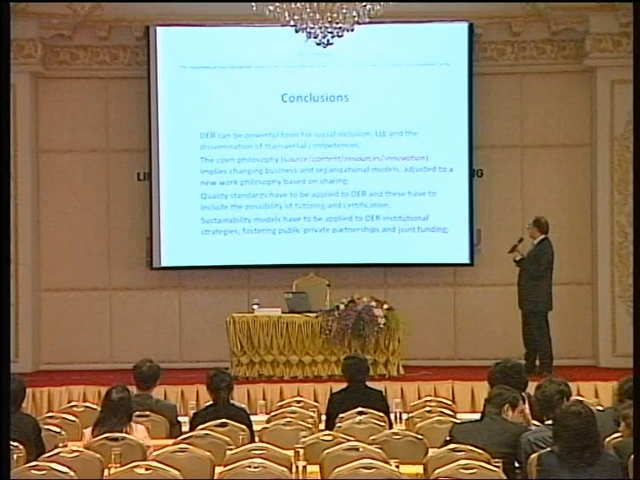 Conclusions
OER can be powerful tools for social inclusion, LLL and the
dissemination of transversal competences;
The open philosophy (source/content/resources/innovation)
implies changing business and organizational models, adjusted to a
new work philosophy based on sharing;
Quality standards have to be applied to OER and these have to
include the possibility of tutoring and certification;
Sustainability models have to be applied to OER institutional
strategies, fostering public private partnerships and joint funding;